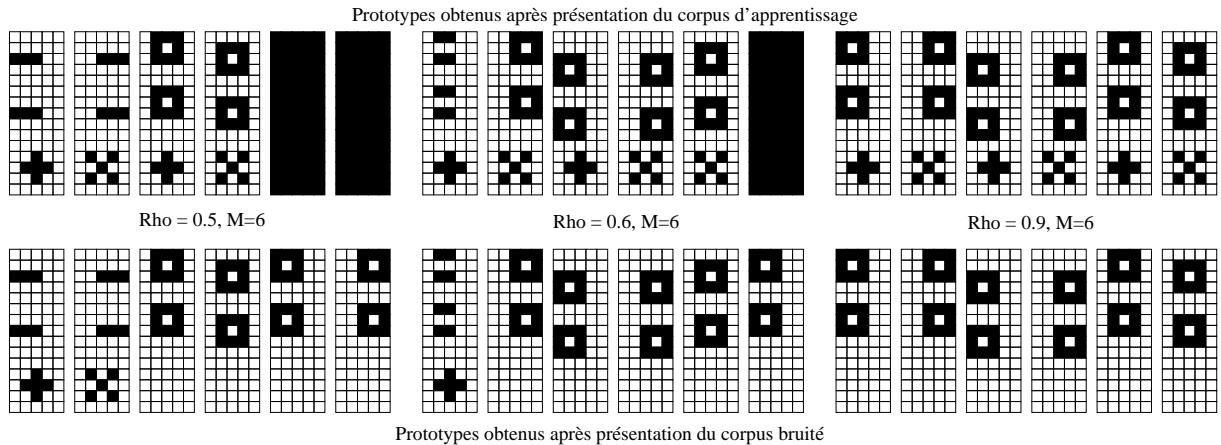 Prototypes obtenus après présentation du corpus d'apprentissage
Rho = 0.5, M=6
Rho = 0.6, M=6
Rho = 0.9, M=6
Prototypes obtenus après présentation du corpus bruité